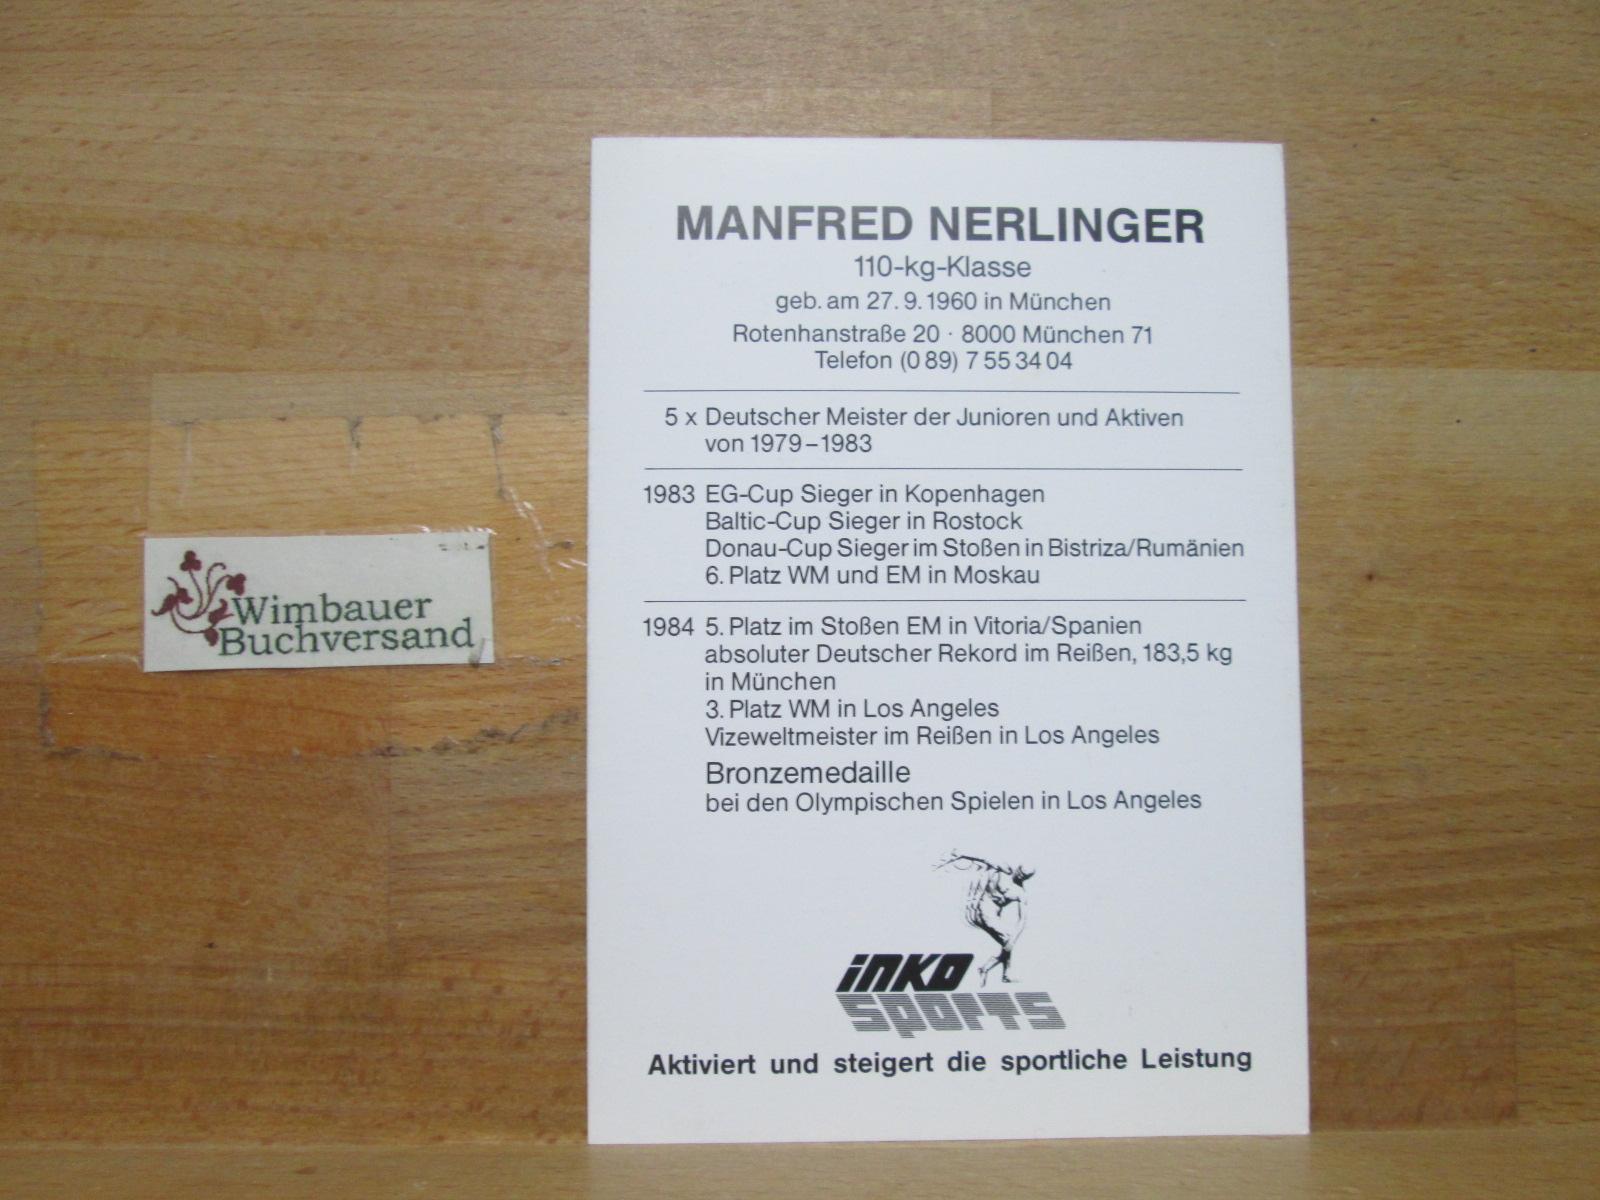 MANFRED NERLINGER
110-kg-Klasse
geb. am 27. 9. 1960 in München
Rotenhanstraße 20 · 8000 München 71
Telefon (0 89) 7 55 34 04
5 x Deutscher Meister der Junioren und Aktiven
von 1979–1983
1983 EG-Cup Sieger in Kopenhagen
Baltic-Cup Sieger in Rostock
Donau-Cup Sieger im Stoßen in Bistriza/Rumänien
6. Platz WM und EM in Moskau
1984 5. Platz im Stoßen EM in Vitoria/Spanien
absoluter Deutscher Rekord im Reißen, 183,5 kg
in München
3. Platz WM in Los Angeles
Vizeweltmeister im Reißen in Los Angeles
Bronzemedaille
bei den Olympischen Spielen in Los Angeles
inko
sports
Aktiviert und steigert die sportliche Leistung
Wimbauer
Buchversand